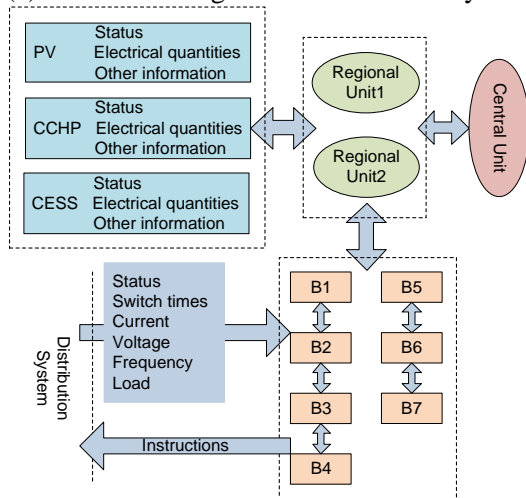 PV
Status
Electrical quantities
Other information
CCHP
Status
Electrical quantities
Other information
CESS
Status
Electrical quantities
Other information
Regional
Unit1
Regional
Unit2
Central Unit
Distribution
System
Status
Switch times
Current
Voltage
Frequency
Load
Instructions
B1
B2
B3
B4
B5
B6
B7